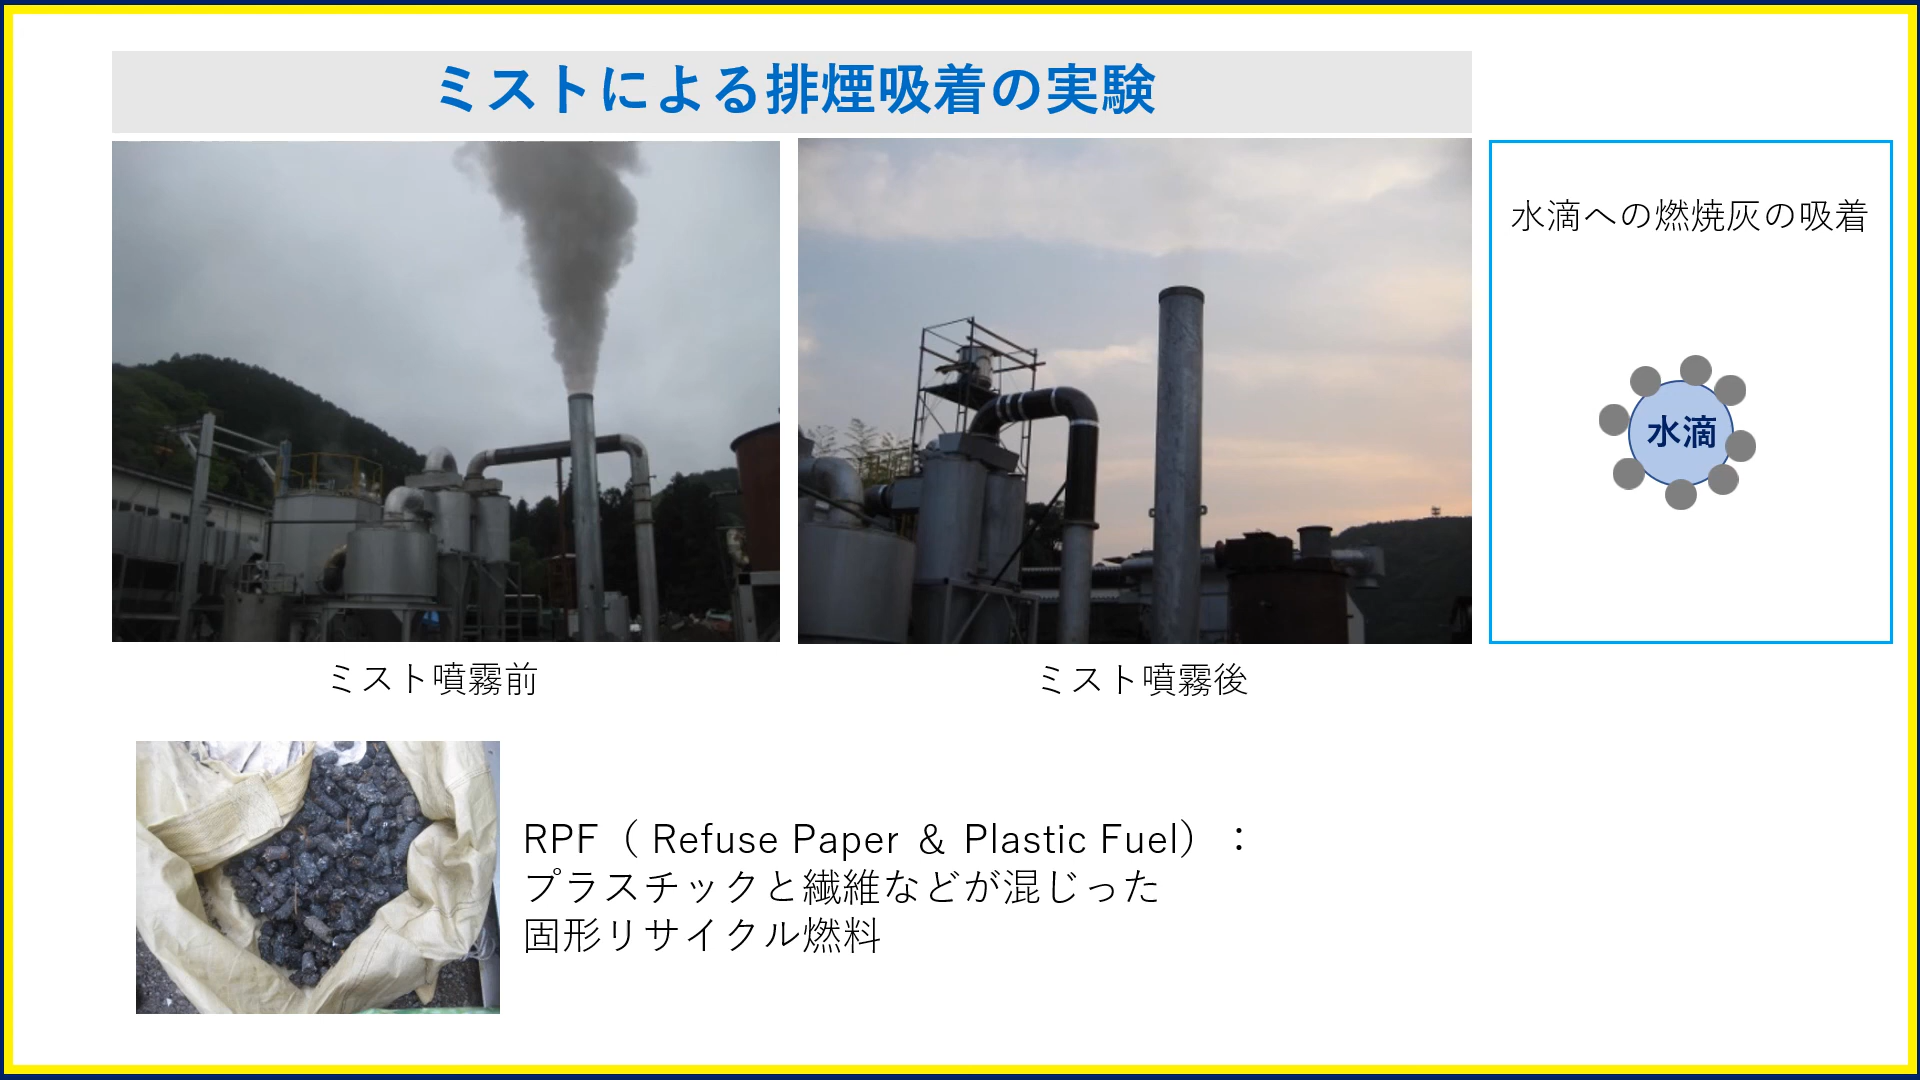 ミストによる排煙吸着の実験
水滴への燃焼灰の吸着
水滴
ミスト噴霧前
ミスト噴霧後
RPF（ Refuse Paper ＆ Plastic Fuel）：
プラスチックと繊維などが混じった
固形リサイクル燃料